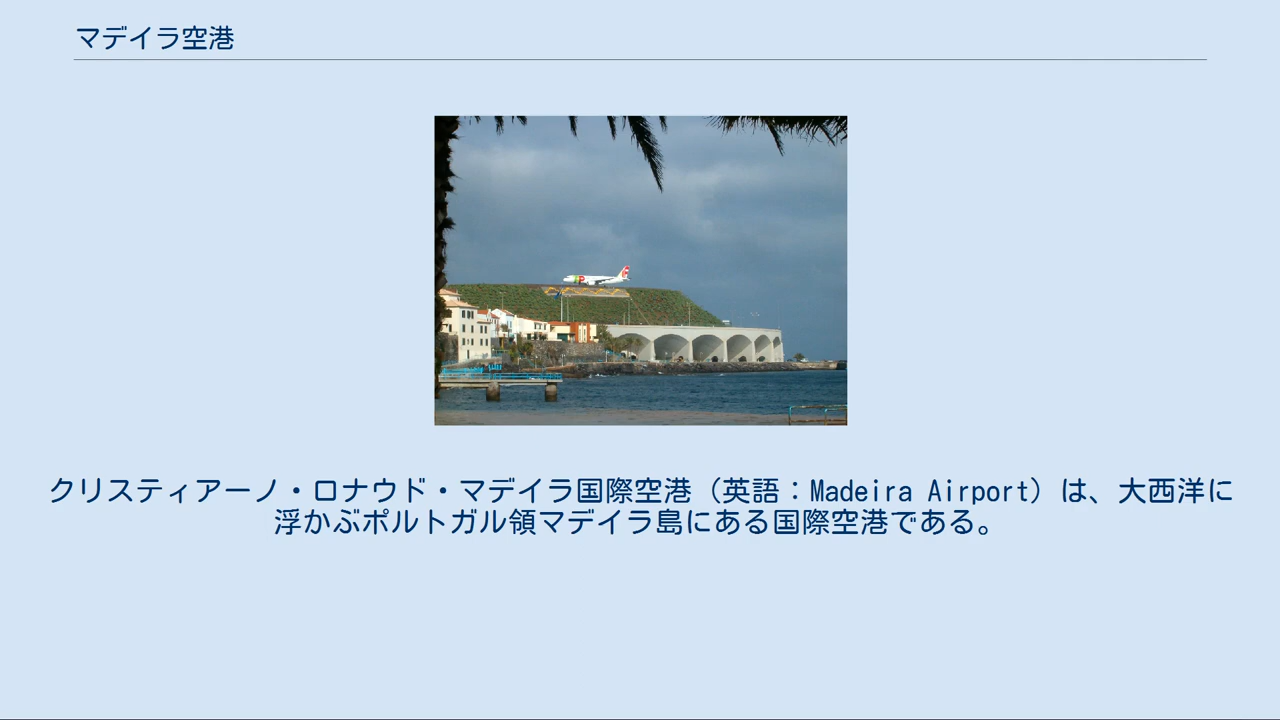 マデイラ空港
クリスティアーノ・ロナウド・マデイラ国際空港（英語：Madeira Airport）は、大西洋に
浮かぶポルトガル領マデイラ島にある国際空港である。